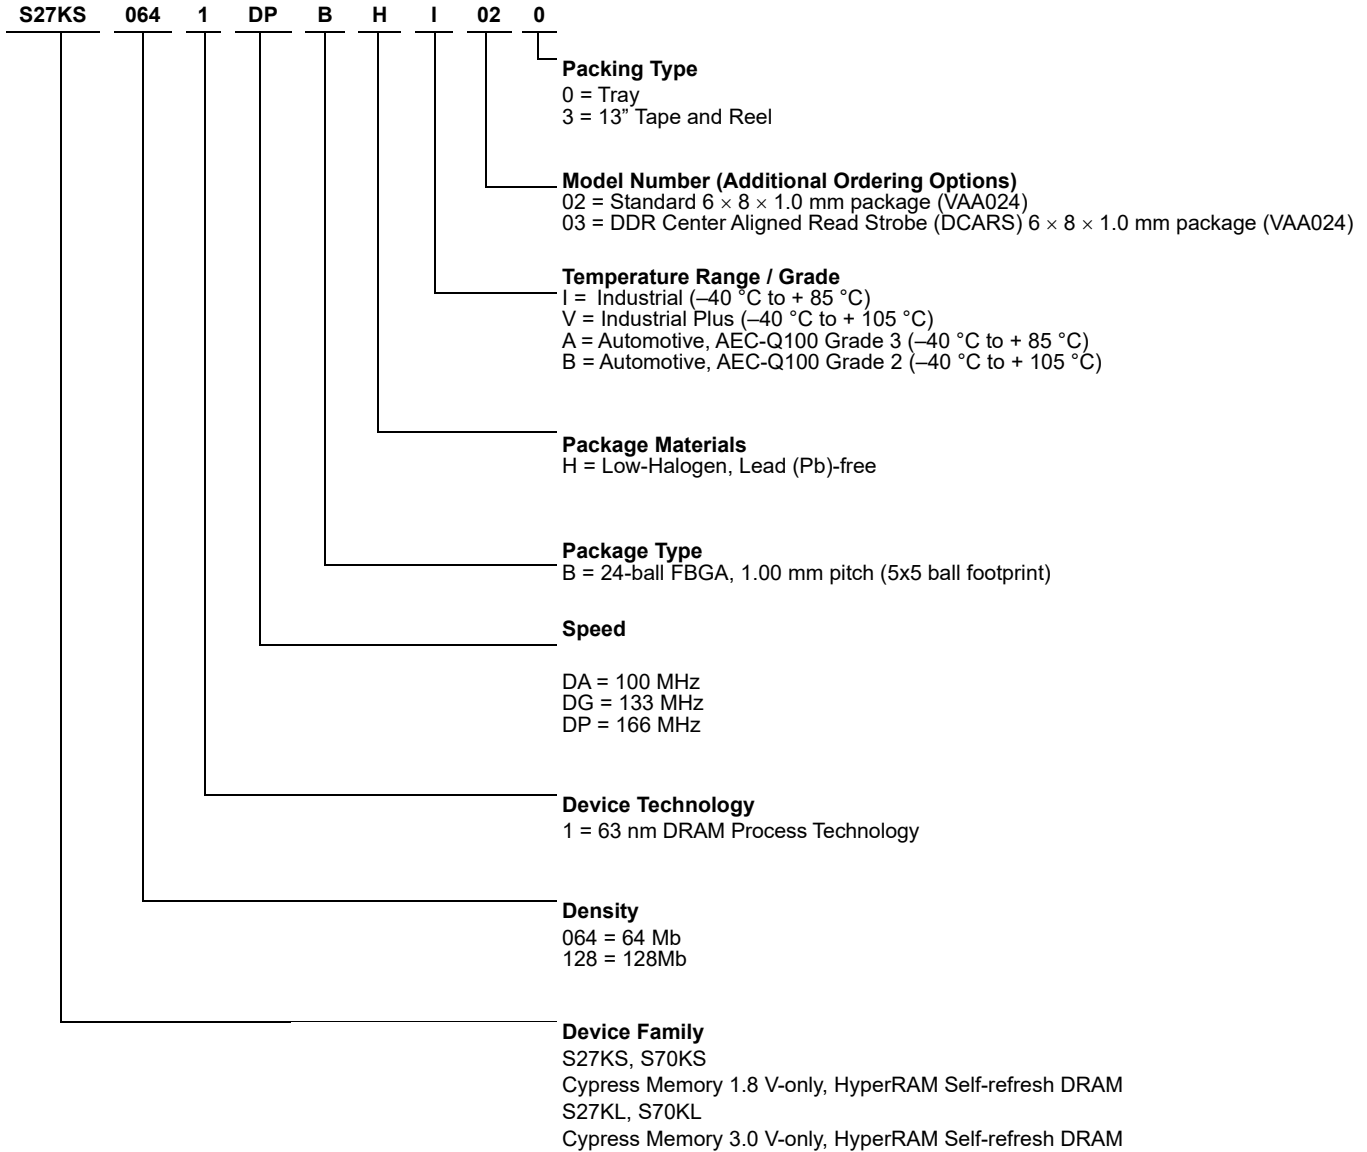 S27KS 064 1 DP B H I 02 0
Packing Type
0 = Tray
3 = 13” Tape and Reel
Model Number (Additional Ordering Options)
02 = Standard 6 × 8 × 1.0 mm package (VAA024)
03 = DDR Center Aligned Read Strobe (DCARS) 6 × 8 × 1.0 mm package (VAA024)
Temperature Range / Grade
I = Industrial (–40 °C to + 85 °C)
V = Industrial Plus (–40 °C to + 105 °C)
A = Automotive, AEC-Q100 Grade 3 (–40 °C to + 85 °C)
B = Automotive, AEC-Q100 Grade 2 (–40 °C to + 105 °C)
Package Materials
H = Low-Halogen, Lead (Pb)-free
Package Type
B = 24-ball FBGA, 1.00 mm pitch (5x5 ball footprint)
Speed
DA = 100 MHz
DG = 133 MHz
DP = 166 MHz
Device Technology
1 = 63 nm DRAM Process Technology
Density
064 = 64 Mb
128 = 128Mb
Device Family
S27KS, S70KS
Cypress Memory 1.8 V-only, HyperRAM Self-refresh DRAM
S27KL, S70KL
Cypress Memory 3.0 V-only, HyperRAM Self-refresh DRAM